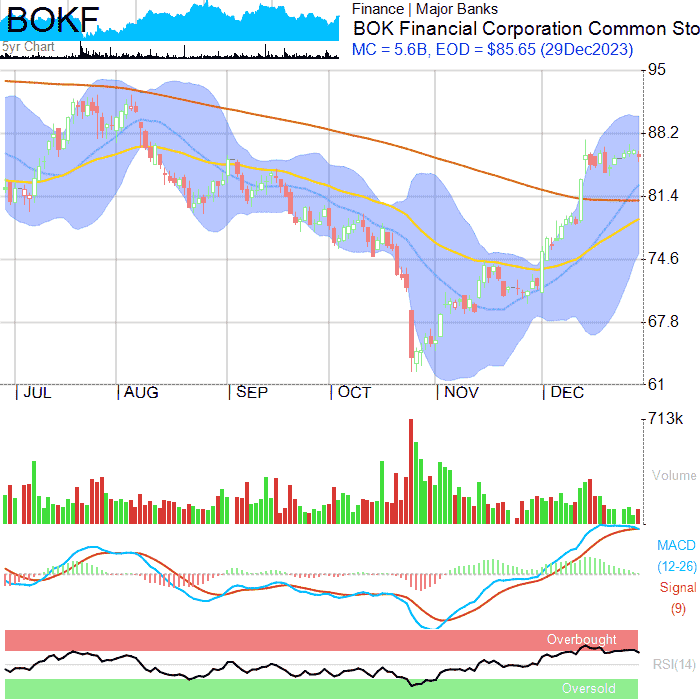 BOKF
5yr Chart
Finance | Major Banks
BOK Financial Corporation Common Sto
MC = 5.6B, EOD = $85.65 (29Dec2023)
95
88.2
81.4
74.6
67.8
61
JUL AUG SEP OCT NOV DEC
713k
Volume
MACD
(12-26)
Signal
(9)
Overbought
RSI(14)
Oversold